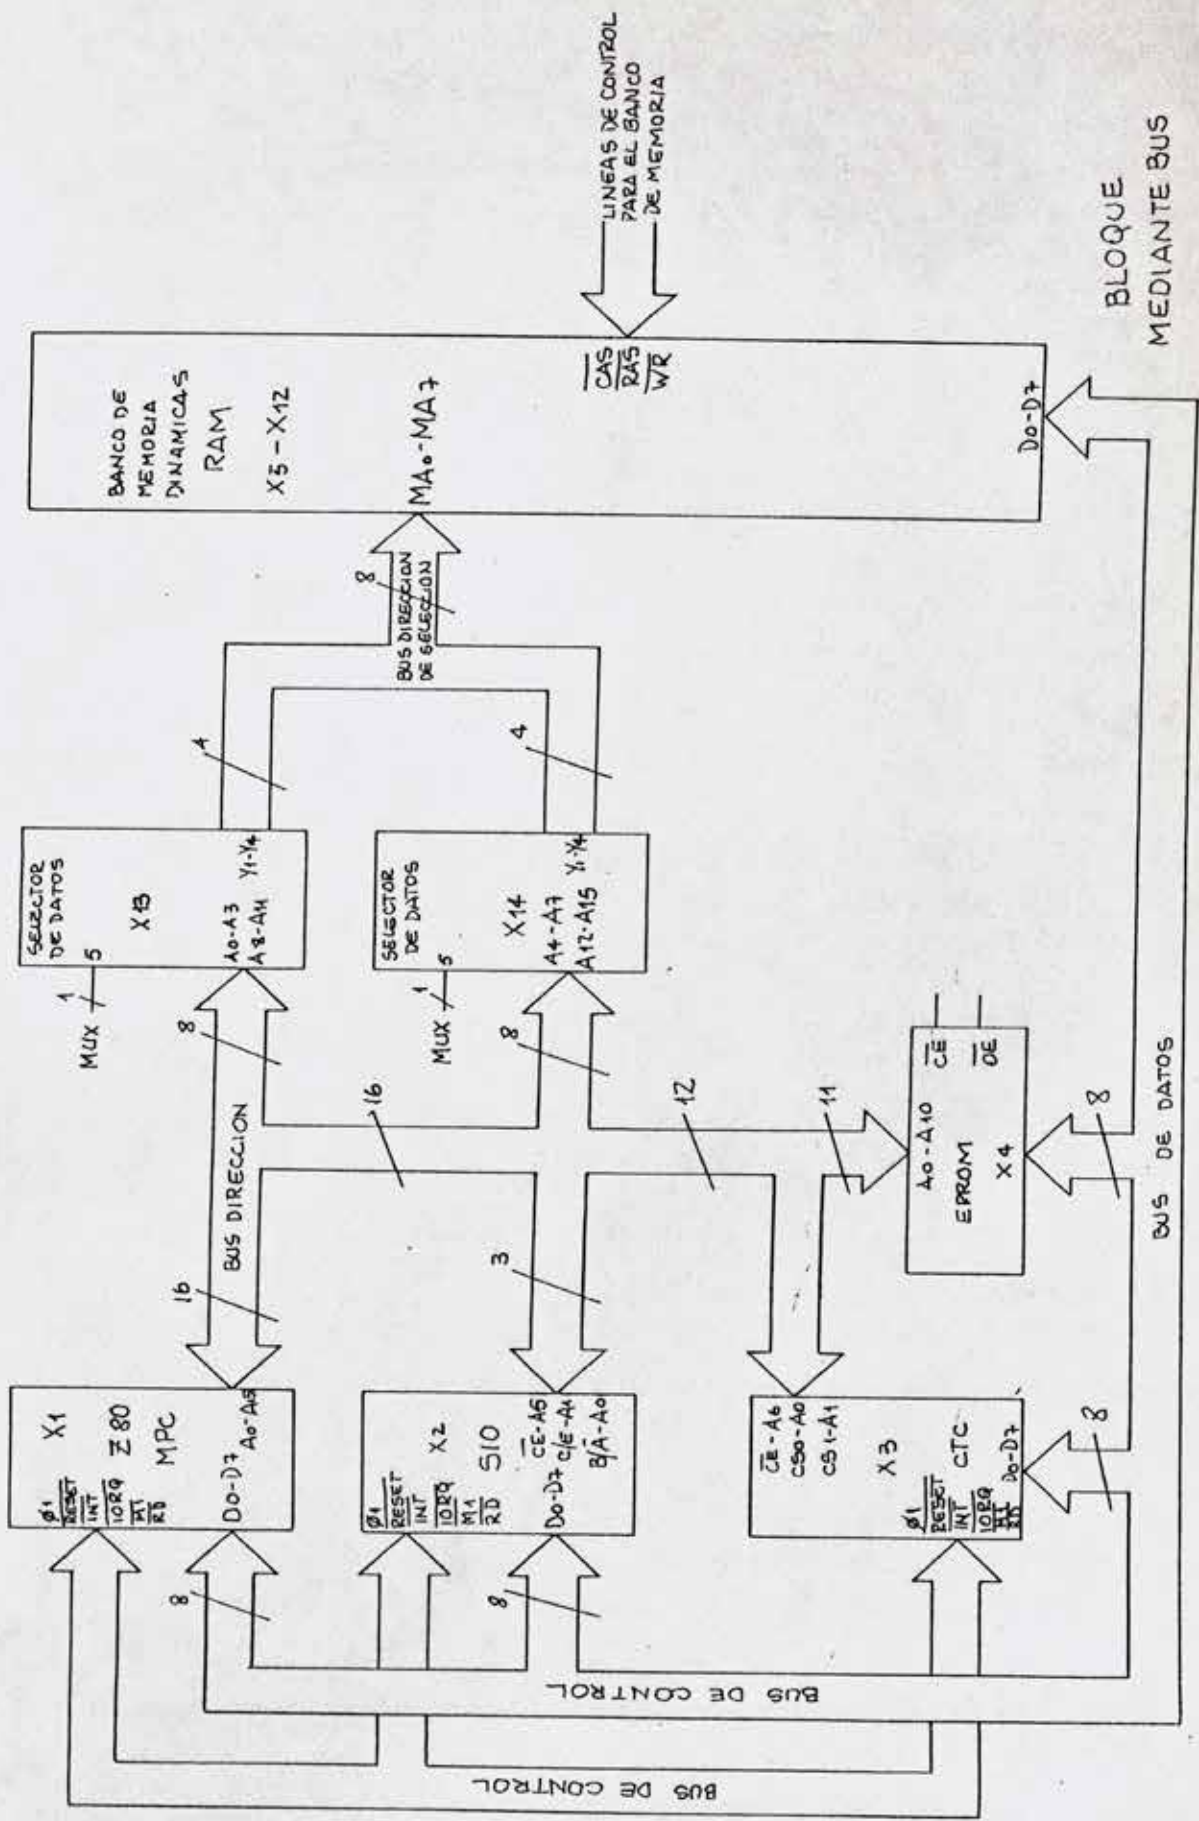 X1
Z80
MPC
Ø1
RESET
INT
IORQ
M1
RD
D0-D7
A0-A15
16
BUS DIRECCION
8
MUX
1
5
SELECTOR
DE DATOS
X13
A0-A3
A8-A11
Y1-Y4
4
BANCO DE
MEMORIA
DINAMICAS
RAM
X5-X12
MA0-MA7
BUS DIRECCION
DE SELECCION
8
CAS
RAS
WR
D0-D7
LINEAS DE CONTROL
PARA EL BANCO
DE MEMORIA
X2
SIO
Ø1
RESET
INT
IORQ
M1
RD
D0-D7
CE-A5
C/E-A1
B/A-A0
8
8
3
16
8
MUX
1
5
SELECTOR
DE DATOS
X14
A4-A7
A12-A15
Y1-Y4
4
12
11
CE-A6
CS0-A0
CS1-A1
X3
CTC
Ø1
RESET
INT
IORQ
M1
RD
D0-D7
8
A0-A10
EPROM
X4
CE
OE
8
BUS DE DATOS
BUS DE CONTROL
BUS DE CONTROL
BLOQUE
MEDIANTE BUS